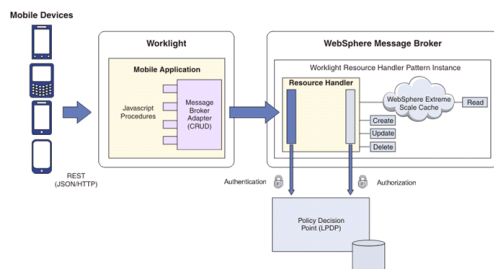 Mobile Devices
Worklight
WebSphere Message Broker
Mobile Application
Worklight Resource Handler Pattern Instance
Resource Handler
Javascript
Procedures
Message
Broker
Adapter
(CRUD)
WebSphere Extreme
Scale Cache
Read
Create
Update
Delete
REST
(JSON/HTTP)
Authentication
Authorization
Policy Decision
Point (LPDP)